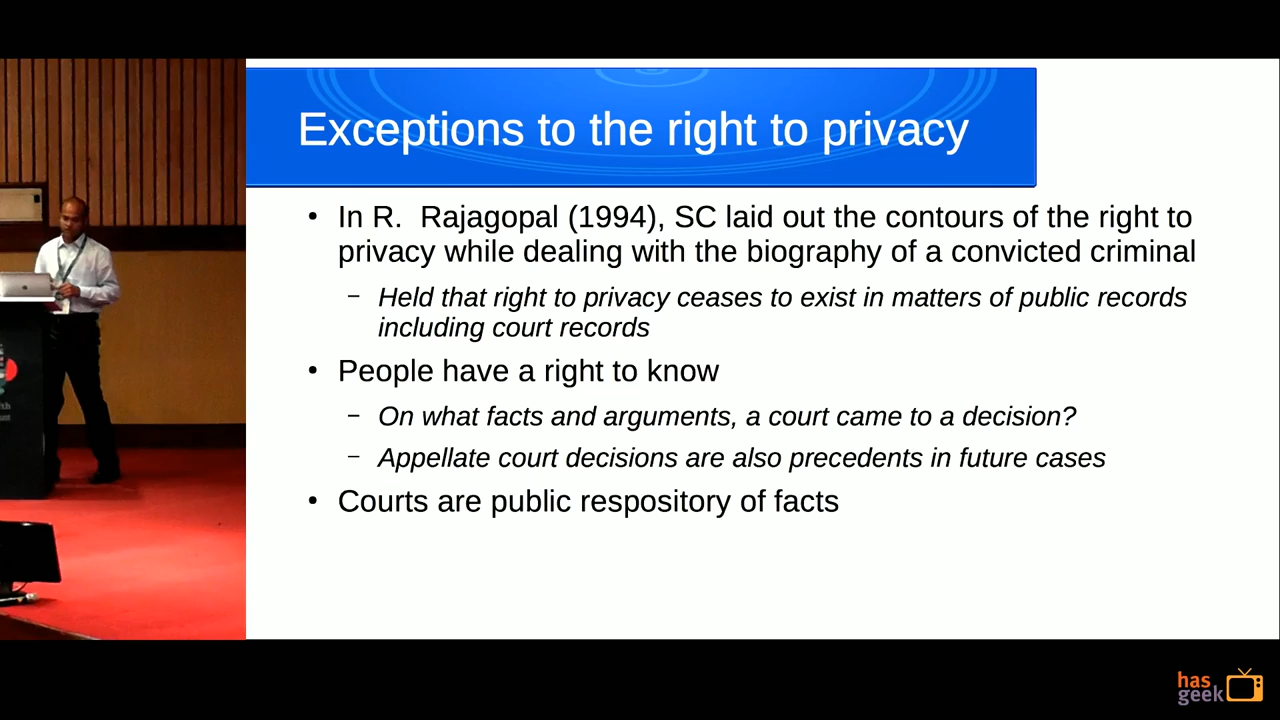 Exceptions to the right to privacy
• In R. Rajagopal (1994), SC laid out the contours of the right to
privacy while dealing with the biography of a convicted criminal
– Held that right to privacy ceases to exist in matters of public records
including court records
• People have a right to know
– On what facts and arguments, a court came to a decision?
– Appellate court decisions are also precedents in future cases
• Courts are public respository of facts
has
geek